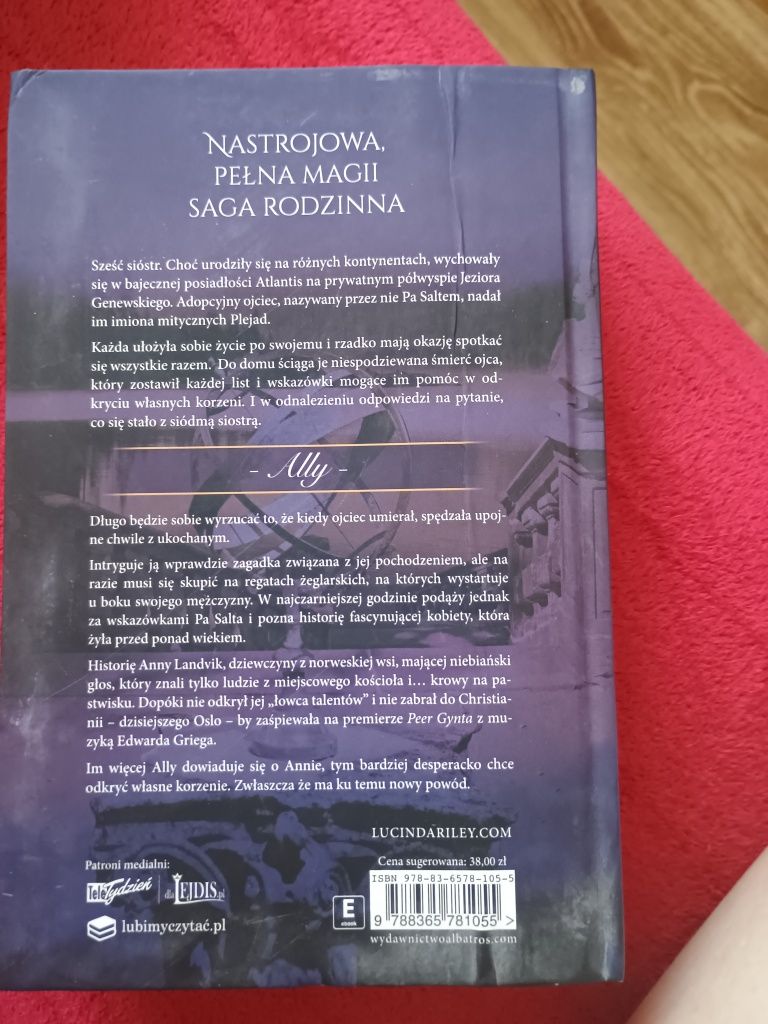 NASTROJOWA,
PEŁNA MAGII
SAGA RODZINNA
Sześć sióstr. Choć urodziły się na różnych kontynentach, wychowały
się w bajecznej posiadłości Atlantis na prywatnym półwyspie Jeziora
Genewskiego. Adopcyjny ojciec, nazywany przez nie Pa Saltem, nadał
im imiona mitycznych Plejad.
Każda ułożyła sobie życie po swojemu i rzadko mają okazję spotkać
się wszystkie razem. Do domu ściąga je niespodziewana śmierć ojca,
który zostawił każdej list i wskazówki mogące im pomóc w od-
kryciu własnych korzeni. I w odnalezieniu odpowiedzi na pytanie,
co się stało z siódmą siostrą.
– Ally –
Długo będzie sobie wyrzucać to, że kiedy ojciec umierał, spędzała upoj-
ne chwile z ukochanym.
Intryguje ją wprawdzie zagadka związana z jej pochodzeniem, ale na
razie musi się skupić na regatach żeglarskich, na których wystartuje
u boku swojego mężczyzny. W najczarniejszej godzinie podąży jednak
za wskazówkami Pa Salta i pozna historię fascynującej kobiety, która
żyła przed ponad wiekiem.
Historię Anny Landvik, dziewczyny z norweskiej wsi, mającej niebiański
głos, który znali tylko ludzie z miejscowego kościoła i... krowy na pa-
stwisku. Dopóki nie odkrył jej „łowca talentów” i nie zabrał do Christia-
nii – dzisiejszego Oslo – by zaśpiewała na premierze Peer Gynta z mu-
zyką Edwarda Griega.
Im więcej Ally dowiaduje się o Annie, tym bardziej desperacko chce
odkryć własne korzenie. Zwłaszcza że ma ku temu nowy powód.
LUCINDARILEY.COM
Patroni medialni:
Cena sugerowana: 38,00 zł
ISBN 978-83-6578-105-5
tele Tydzień
dlaLEJDIS.pl
lubimyczytać.pl
E
ebook
9 788365 781055 >
wydawnictwoalbatros.com